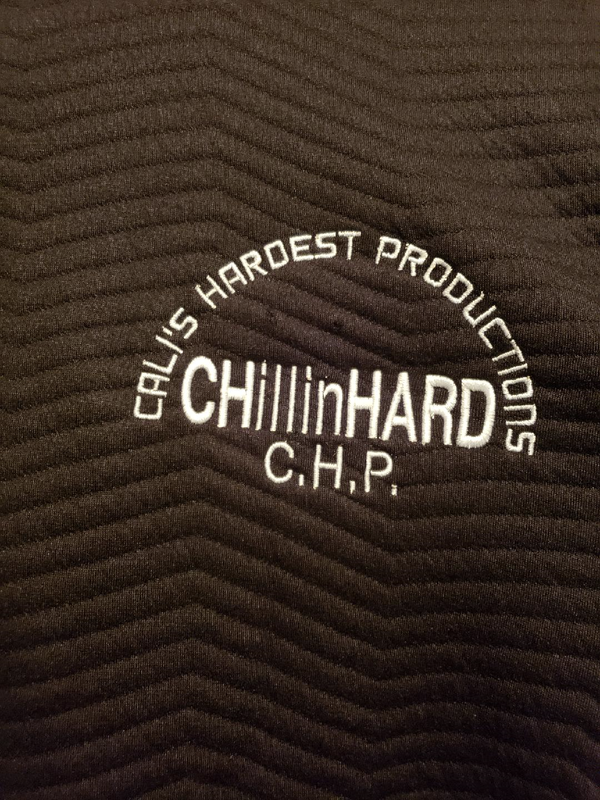 CALI'S HARDEST PRODUCTIONS
CHillinHARD
C.H.P.